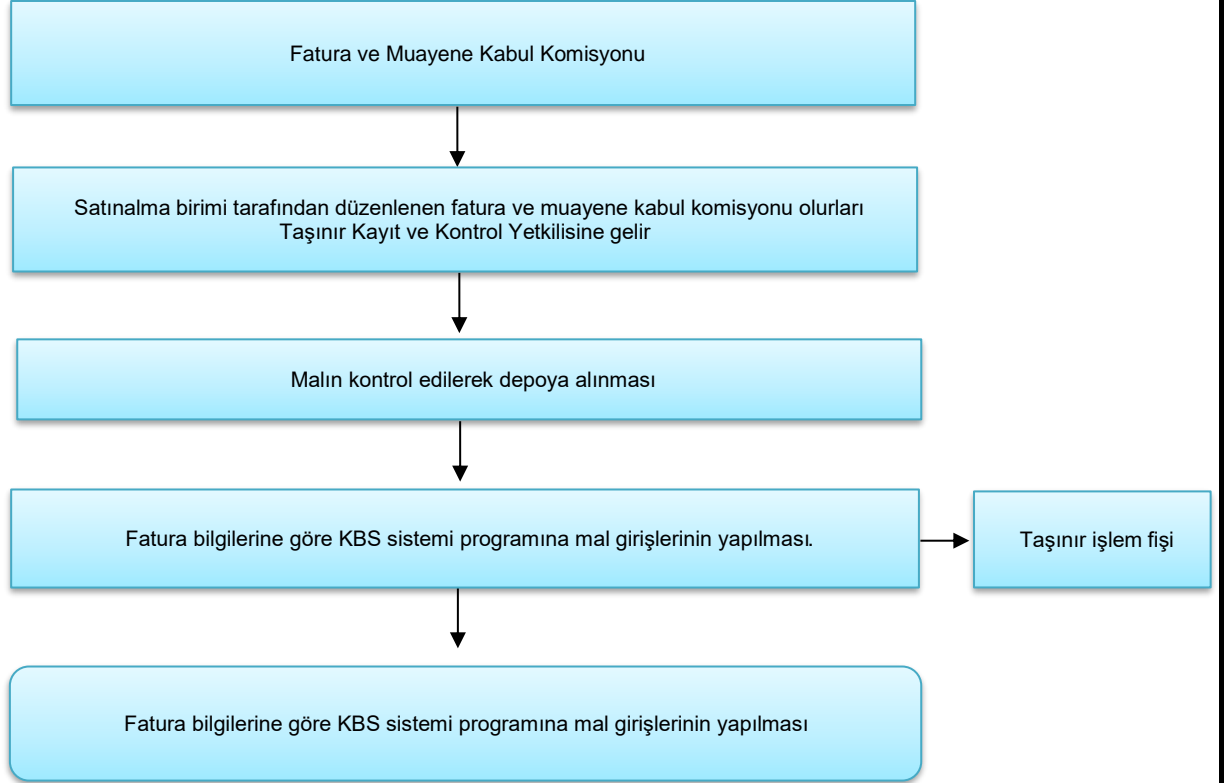 Fatura ve Muayene Kabul Komisyonu
Satınalma birimi tarafından düzenlenen fatura ve muayene kabul komisyonu olurları
Taşınır Kayıt ve Kontrol Yetkilisine gelir
Malın kontrol edilerek depoya alınması
Fatura bilgilerine göre KBS sistemi programına mal girişlerinin yapılması.
Taşınır işlem fişi
Fatura bilgilerine göre KBS sistemi programına mal girişlerinin yapılması